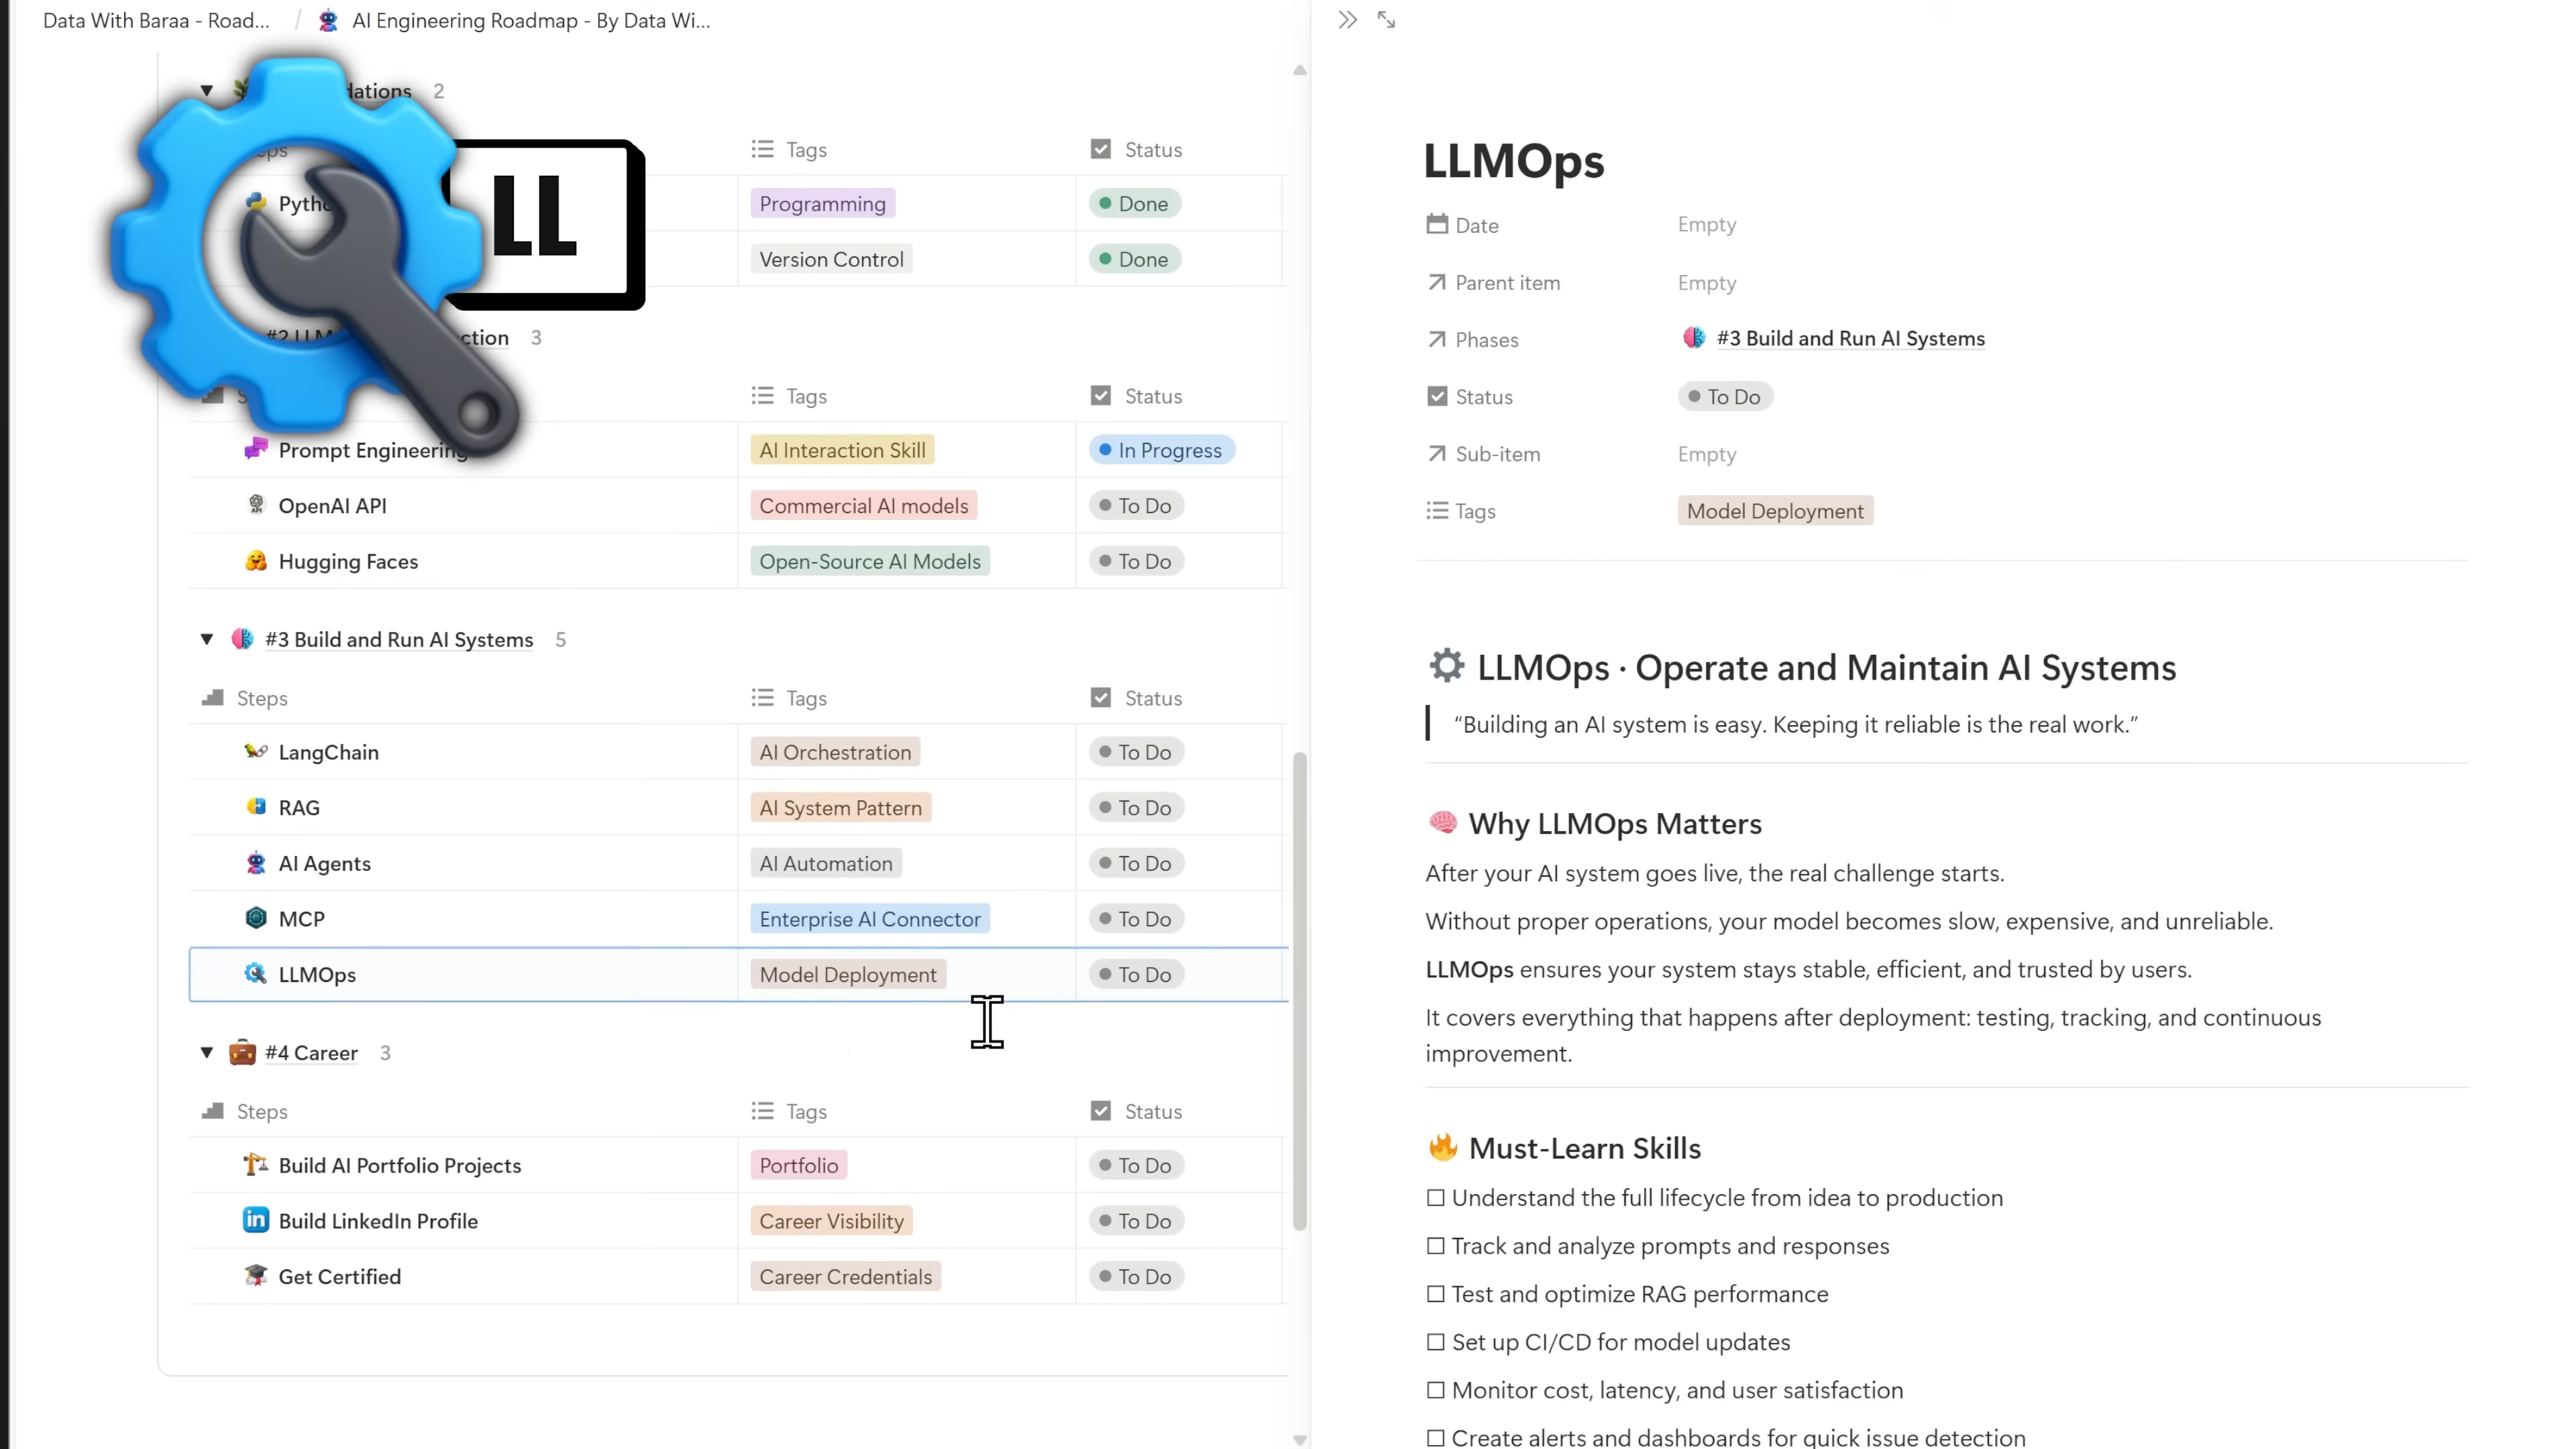 Data With Baraa - Road... / AI Engineering Roadmap - By Data Wi...
dations 2
Tags Status
Programming Done
Version Control Done
LL
#2 LLM ction 3
Tags Status
Prompt Engineering AI Interaction Skill In Progress
OpenAI API Commercial AI models To Do
Hugging Faces Open-Source AI Models To Do
#3 Build and Run AI Systems 5
Steps Tags Status
LangChain AI Orchestration To Do
RAG AI System Pattern To Do
AI Agents AI Automation To Do
MCP Enterprise AI Connector To Do
LLMOps Model Deployment To Do
#4 Career 3
Steps Tags Status
Build AI Portfolio Projects Portfolio To Do
Build LinkedIn Profile Career Visibility To Do
Get Certified Career Credentials To Do
LLMOps
Date Empty
Parent item Empty
Phases #3 Build and Run AI Systems
Status To Do
Sub-item Empty
Tags Model Deployment
LLMOps · Operate and Maintain AI Systems
“Building an AI system is easy. Keeping it reliable is the real work.”
Why LLMOps Matters
After your AI system goes live, the real challenge starts.
Without proper operations, your model becomes slow, expensive, and unreliable.
LLMOps ensures your system stays stable, efficient, and trusted by users.
It covers everything that happens after deployment: testing, tracking, and continuous
improvement.
Must-Learn Skills
Understand the full lifecycle from idea to production
Track and analyze prompts and responses
Test and optimize RAG performance
Set up CI/CD for model updates
Monitor cost, latency, and user satisfaction
Create alerts and dashboards for quick issue detection